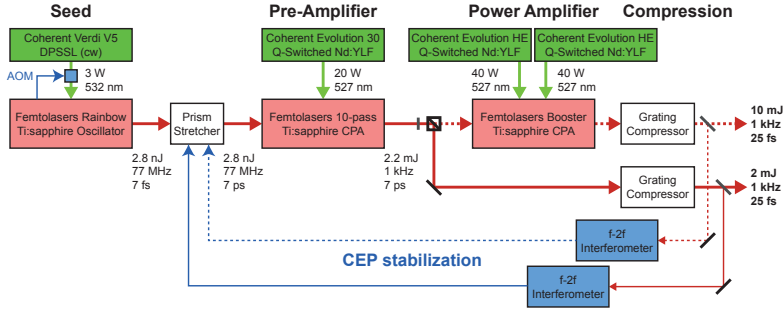 Seed
Pre-Amplifier
Power Amplifier
Compression
Coherent Verdi V5
DPSSL (cw)
Coherent Evolution 30
Q-Switched Nd:YLF
Coherent Evolution HE
Q-Switched Nd:YLF
Coherent Evolution HE
Q-Switched Nd:YLF
AOM
3 W
532 nm
20 W
527 nm
40 W
527 nm
40 W
527 nm
Femtolasers Rainbow
Ti:sapphire Oscillator
Prism
Stretcher
Femtolasers 10-pass
Ti:sapphire CPA
Femtolasers Booster
Ti:sapphire CPA
Grating
Compressor
10 mJ
1 kHz
25 fs
2.8 nJ
77 MHz
7 fs
2.8 nJ
77 MHz
7 ps
2.2 mJ
1 kHz
7 ps
Grating
Compressor
2 mJ
1 kHz
25 fs
f-2f
Interferometer
CEP stabilization
f-2f
Interferometer